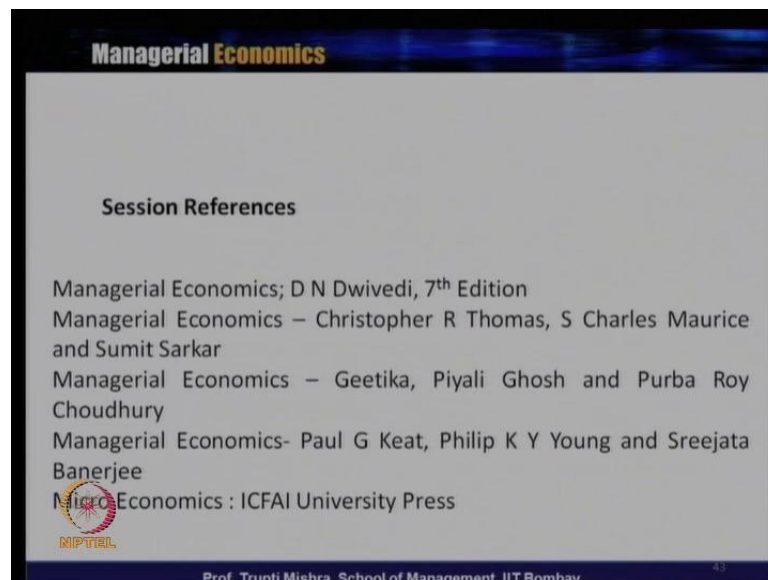 Managerial Economics
Session References
Managerial Economics; D N Dwivedi, 7th Edition
Managerial Economics – Christopher R Thomas, S Charles Maurice
and Sumit Sarkar
Managerial Economics – Geetika, Piyali Ghosh and Purba Roy
Choudhury
Managerial Economics- Paul G Keat, Philip K Y Young and Sreejata
Banerjee
Micro Economics : ICFAI University Press
NPTEL
43
Prof. Trupti Mishra, School of Management, IIT Bombay